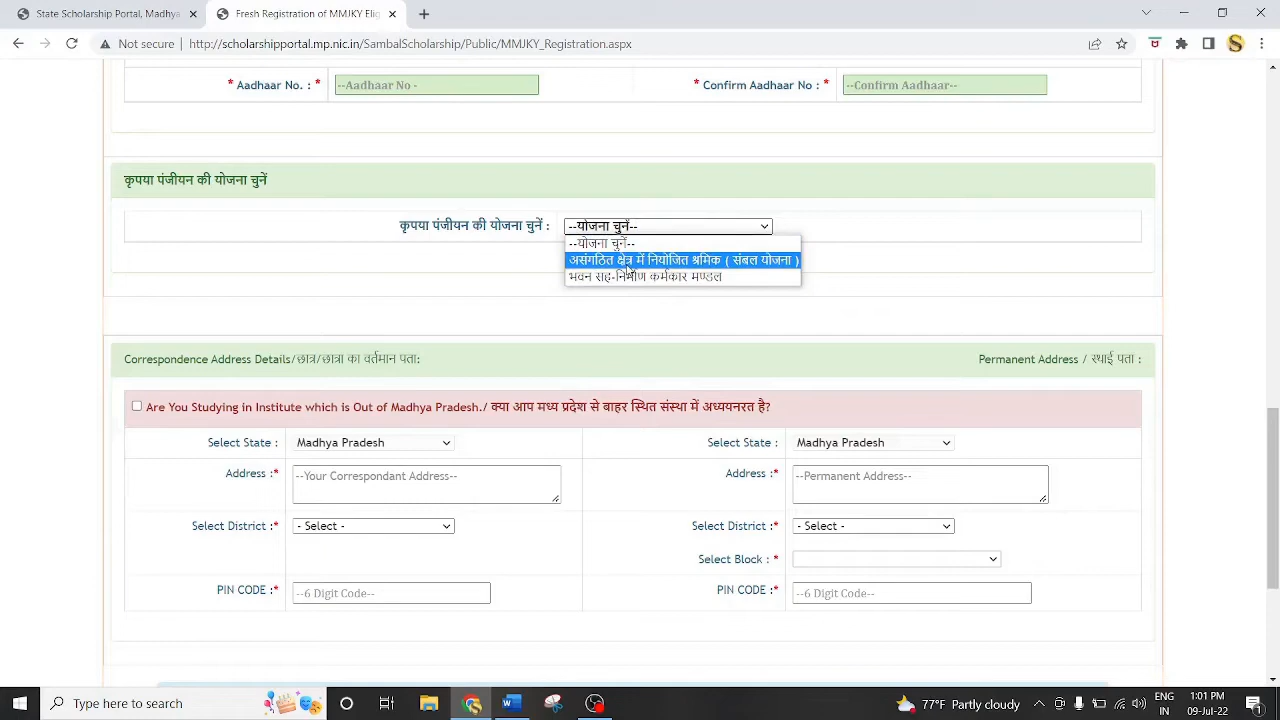 State Scholarship Portal, Madhye
Fresh Registration of MMJKY Elig
Not secure
http://scholarshipportal.mp.nic.in/SambalScholarship/Public/MMJKY_Registration.aspx
* Aadhaar No. : * --Aadhaar No - * Confirm Aadhaar No : * --Confirm Aadhaar--
कृपया पंजीयन की योजना चुनें
कृपया पंजीयन की योजना चुनें : --योजना चुनें--
--योजना चुनें--
असंगठित क्षेत्र में नियोजित श्रमिक ( संबल योजना )
भवन सह-निर्माण कर्मकार मण्डल
Correspondence Address Details/छात्र/छात्रा का वर्तमान पता: Permanent Address / स्थाई पता :
Are You Studying in Institute which is Out of Madhya Pradesh./ क्या आप मध्य प्रदेश से बाहर स्थित संस्था में अध्ययनरत है?
Select State : Madhya Pradesh Select State : Madhya Pradesh
Address :* --Your Correspondant Address-- Address :* --Permanent Address--
Select District :* - Select - Select District :* - Select -
Select Block : *
PIN CODE :* --6 Digit Code-- PIN CODE :* --6 Digit Code--
Type here to search
77°F Partly cloudy
ENG
IN
1:01 PM
09-Jul-22